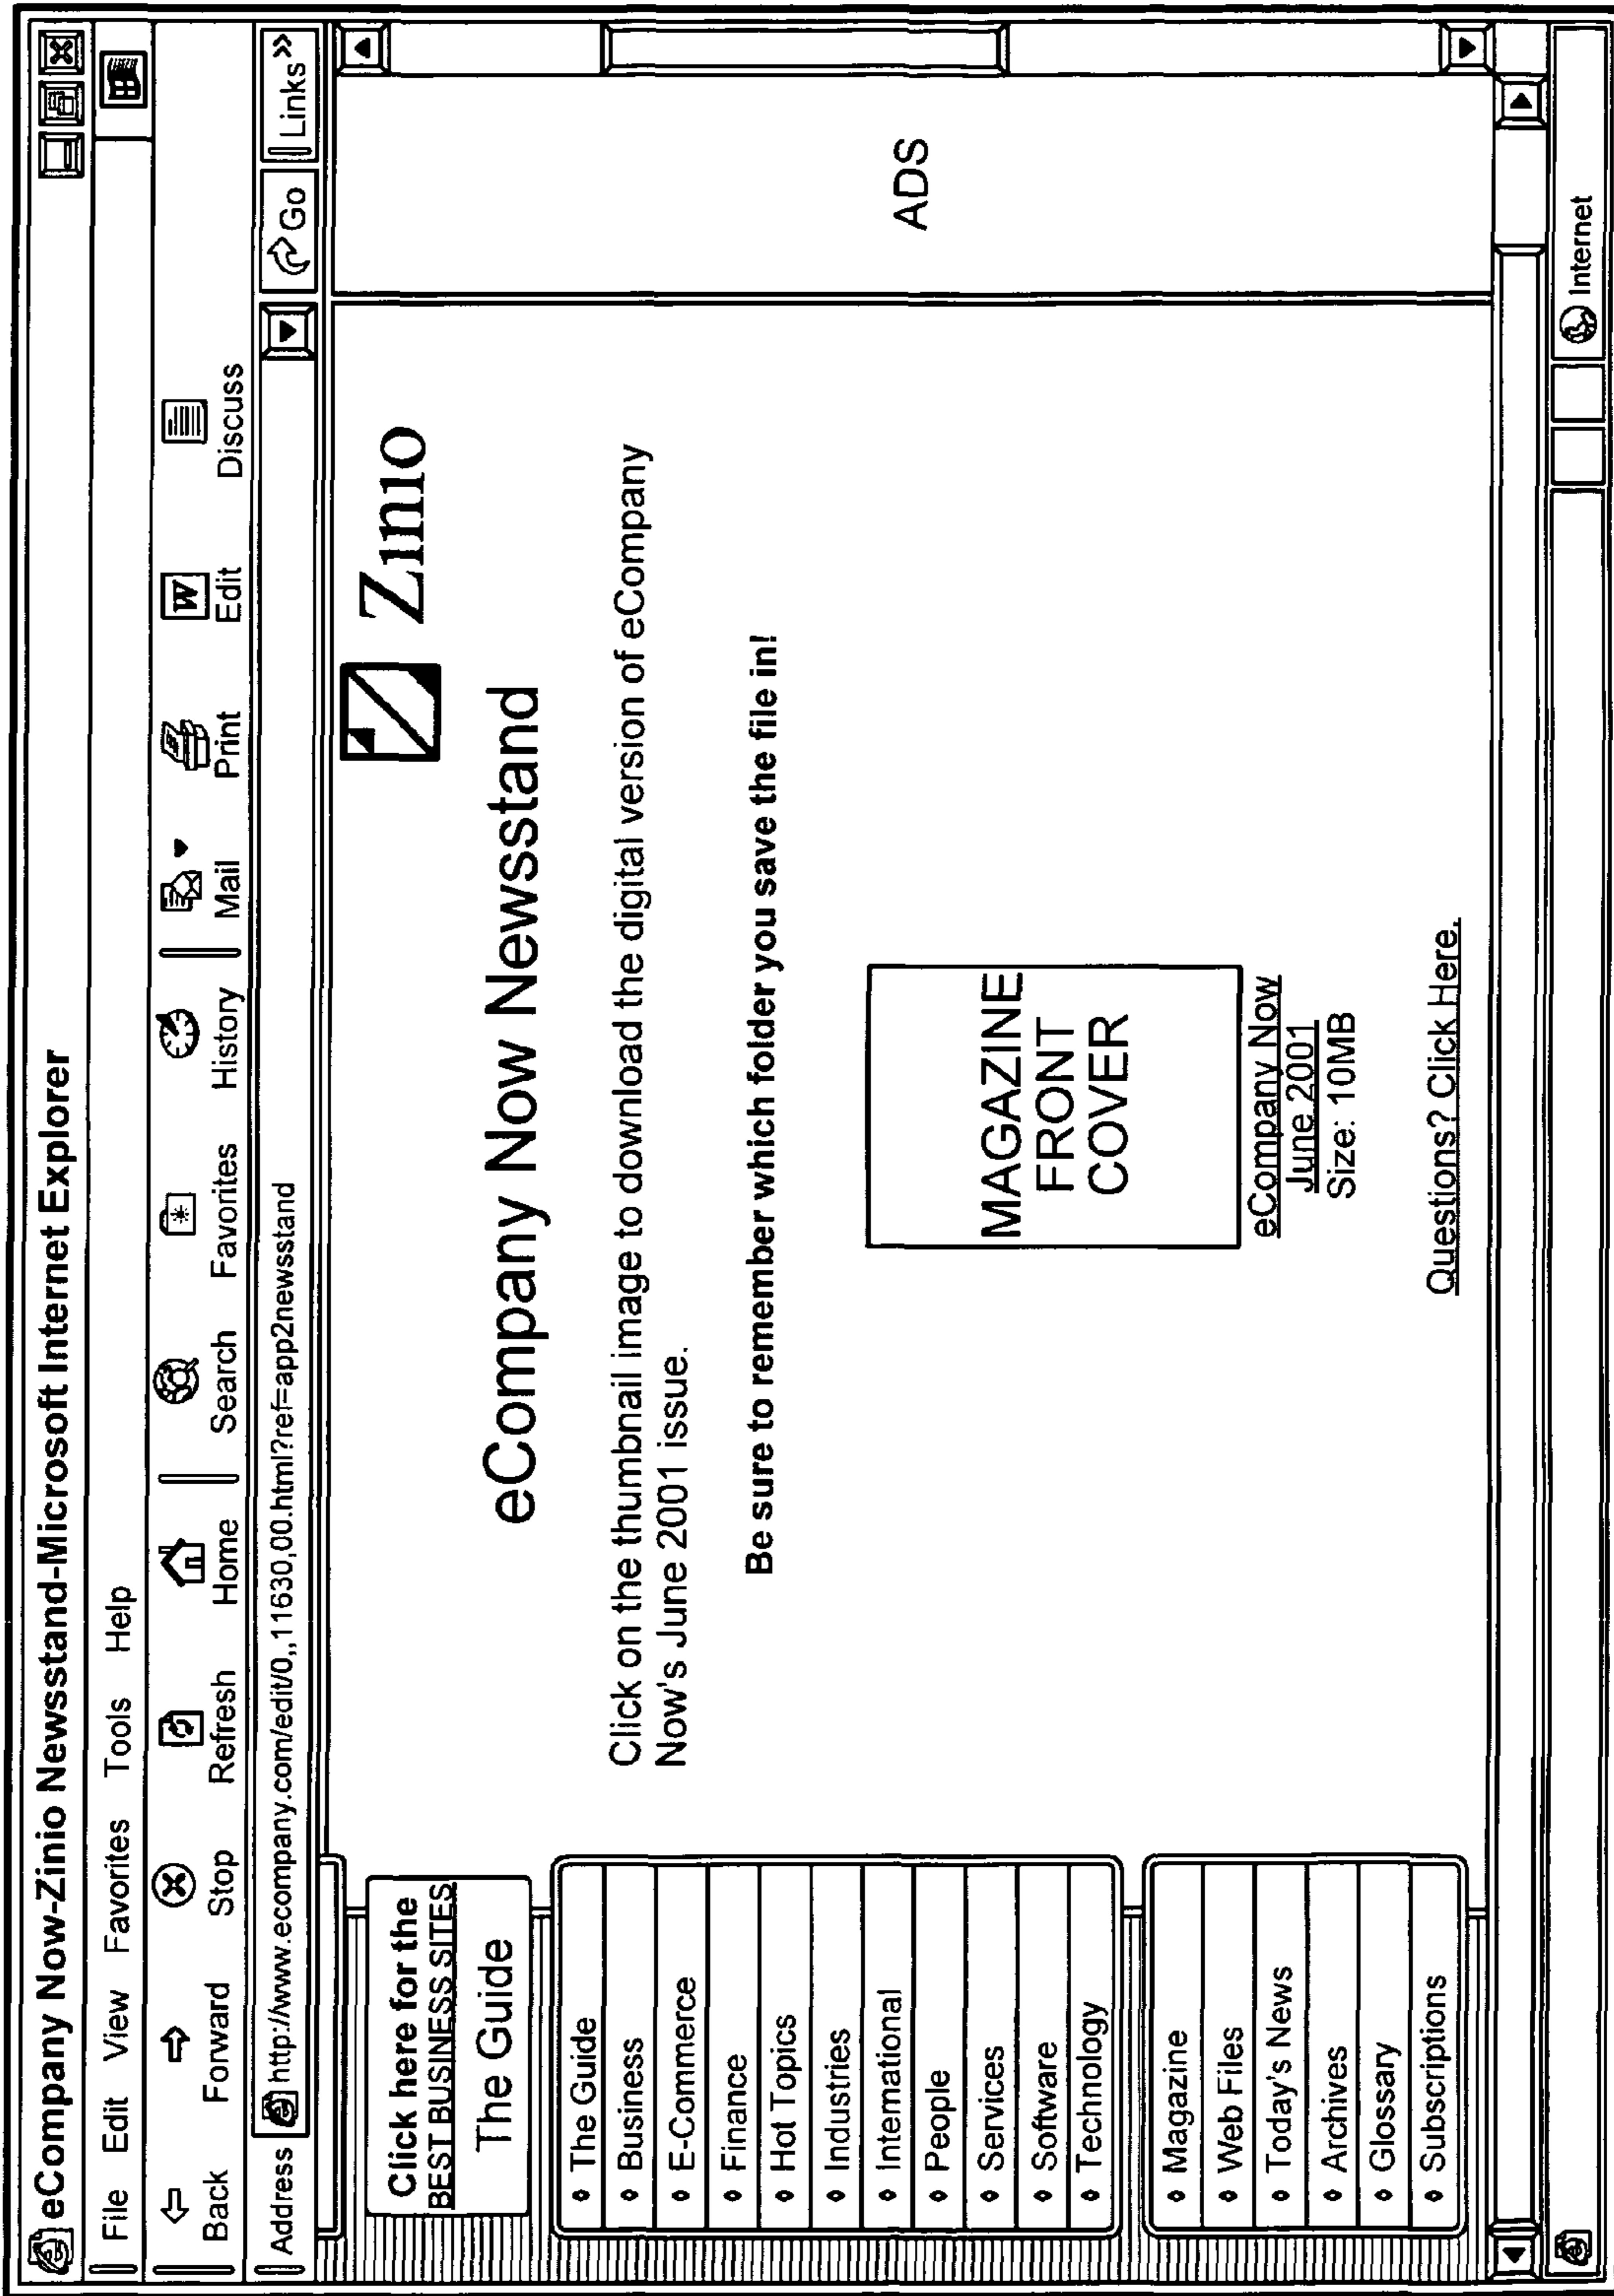 eCompany Now-Zinio Newsstand-Microsoft Internet Explorer
File Edit View Favorites Tools Help
Back Forward Stop Refresh Home Search Favorites History Mail Print Edit Discuss
Address http://www.ecompany.com/edit/0,,11630,00.html?ref=app2newsstand Go Links»
Click here for the
BEST BUSINESS SITES
The Guide
The Guide
Business
E-Commerce
Finance
Hot Topics
Industries
International
People
Services
Software
Technology
Magazine
Web Files
Today's News
Archives
Glossary
Subscriptions
Zinio
eCompany Now Newsstand
Click on the thumbnail image to download the digital version of eCompany
Now's June 2001 issue.
Be sure to remember which folder you save the file in!
MAGAZINE
FRONT
COVER
eCompany Now
June 2001
Size: 10MB
Questions? Click Here.
ADS
Internet